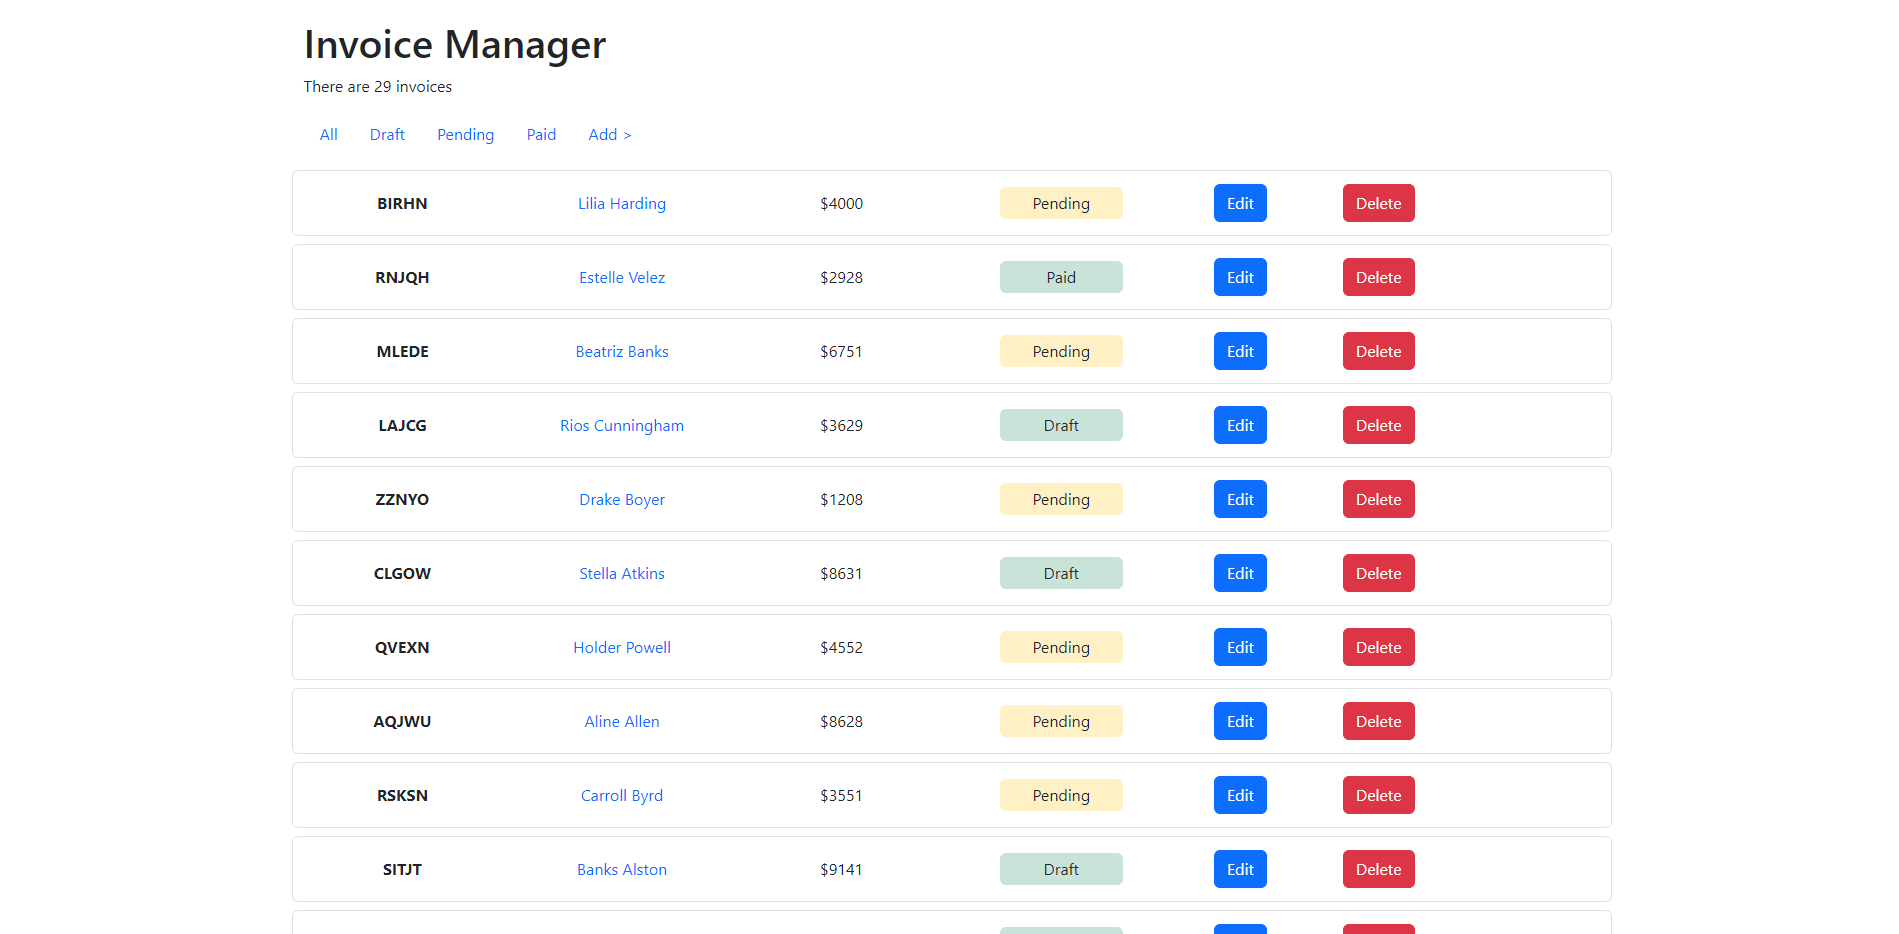 Invoice Manager
There are 29 invoices
All Draft Pending Paid Add >
BIRHN Lilia Harding $4000 Pending Edit Delete
RNJQH Estelle Velez $2928 Paid Edit Delete
MLEDE Beatriz Banks $6751 Pending Edit Delete
LAJCG Rios Cunningham $3629 Draft Edit Delete
ZZNYO Drake Boyer $1208 Pending Edit Delete
CLGOW Stella Atkins $8631 Draft Edit Delete
QVEXN Holder Powell $4552 Pending Edit Delete
AQJWU Aline Allen $8628 Pending Edit Delete
RSKSN Carroll Byrd $3551 Pending Edit Delete
SITJT Banks Alston $9141 Draft Edit Delete